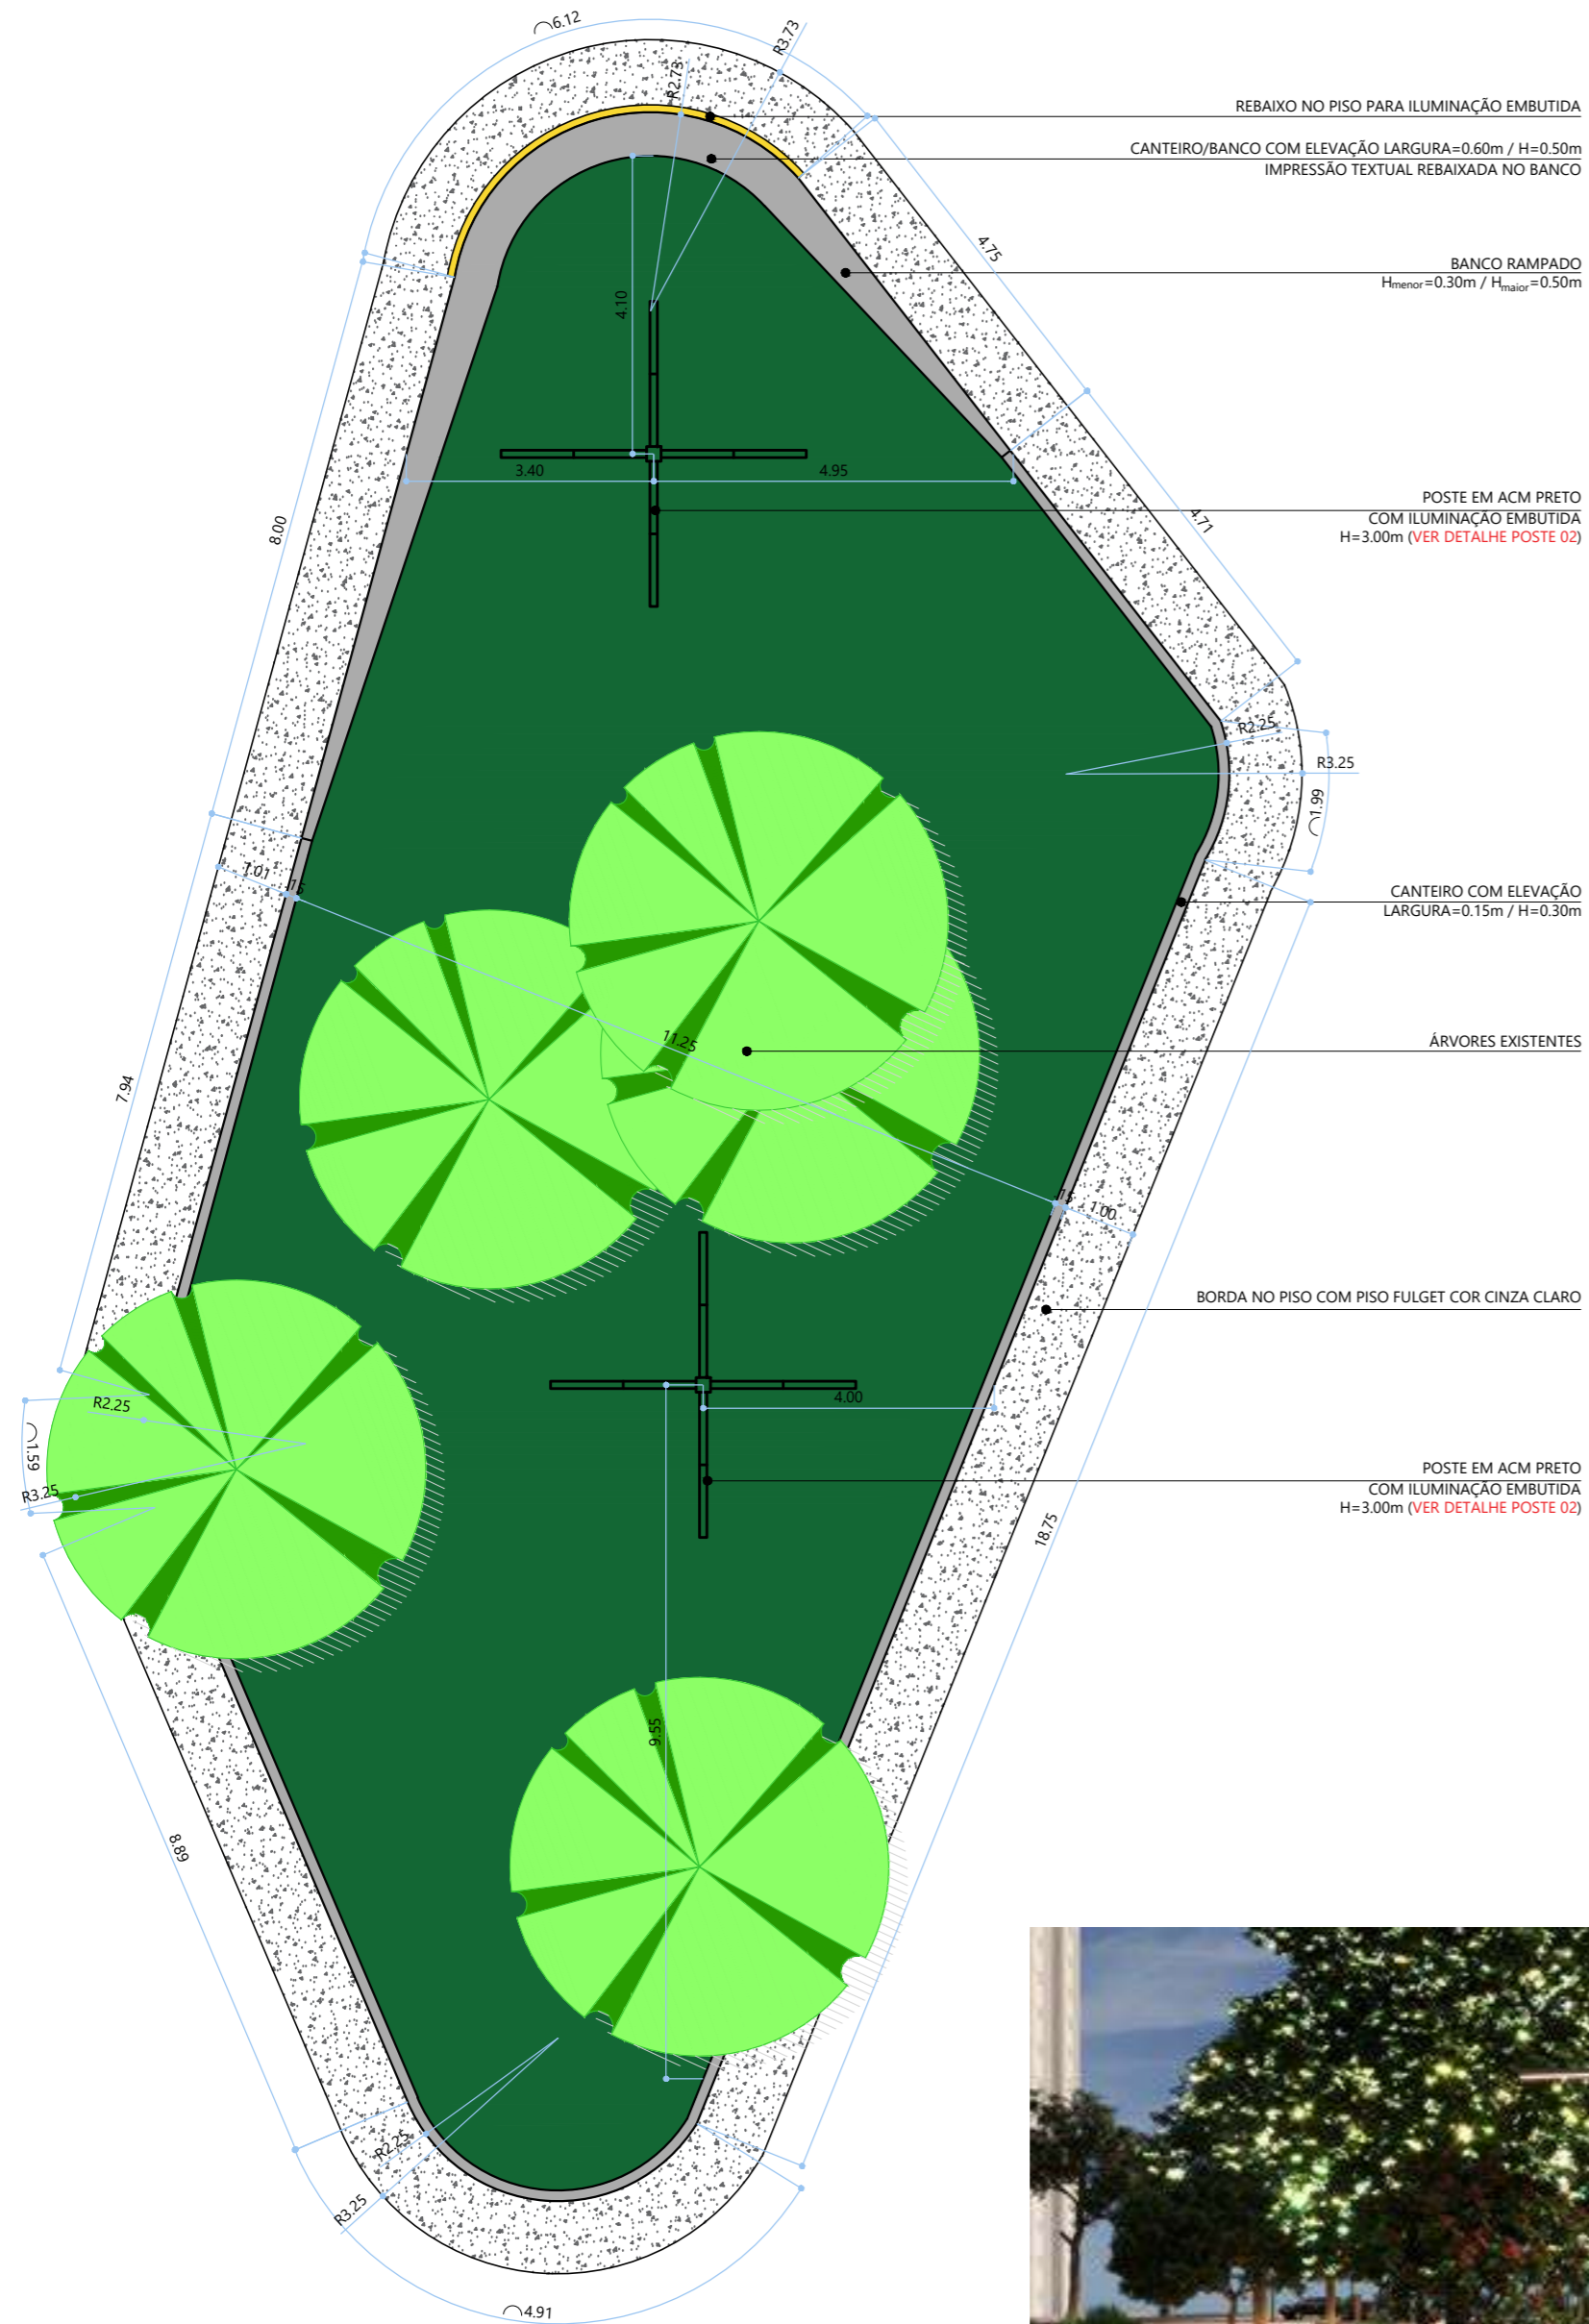 ⌒6.12
R3.73
R2.73
REBAIXO NO PISO PARA ILUMINAÇÃO EMBUTIDA
CANTEIRO/BANCO COM ELEVAÇÃO LARGURA=0.60m / H=0.50m
IMPRESSÃO TEXTUAL REBAIXADA NO BANCO
4.75
BANCO RAMPADO
Hmenor=0.30m / Hmaior=0.50m
4.10
3.40
4.95
POSTE EM ACM PRETO
COM ILUMINAÇÃO EMBUTIDA
H=3.00m (VER DETALHE POSTE 02)
4.71
8.00
R2.25
R3.25
⌒1.99
1.01
.15
CANTEIRO COM ELEVAÇÃO
LARGURA=0.15m / H=0.30m
11.25
ÁRVORES EXISTENTES
7.94
.15
1.00
BORDA NO PISO COM PISO FULGET COR CINZA CLARO
4.00
R2.25
⌒1.59
R3.25
POSTE EM ACM PRETO
COM ILUMINAÇÃO EMBUTIDA
H=3.00m (VER DETALHE POSTE 02)
18.75
9.55
8.89
R2.25
R3.25
⌒4.91